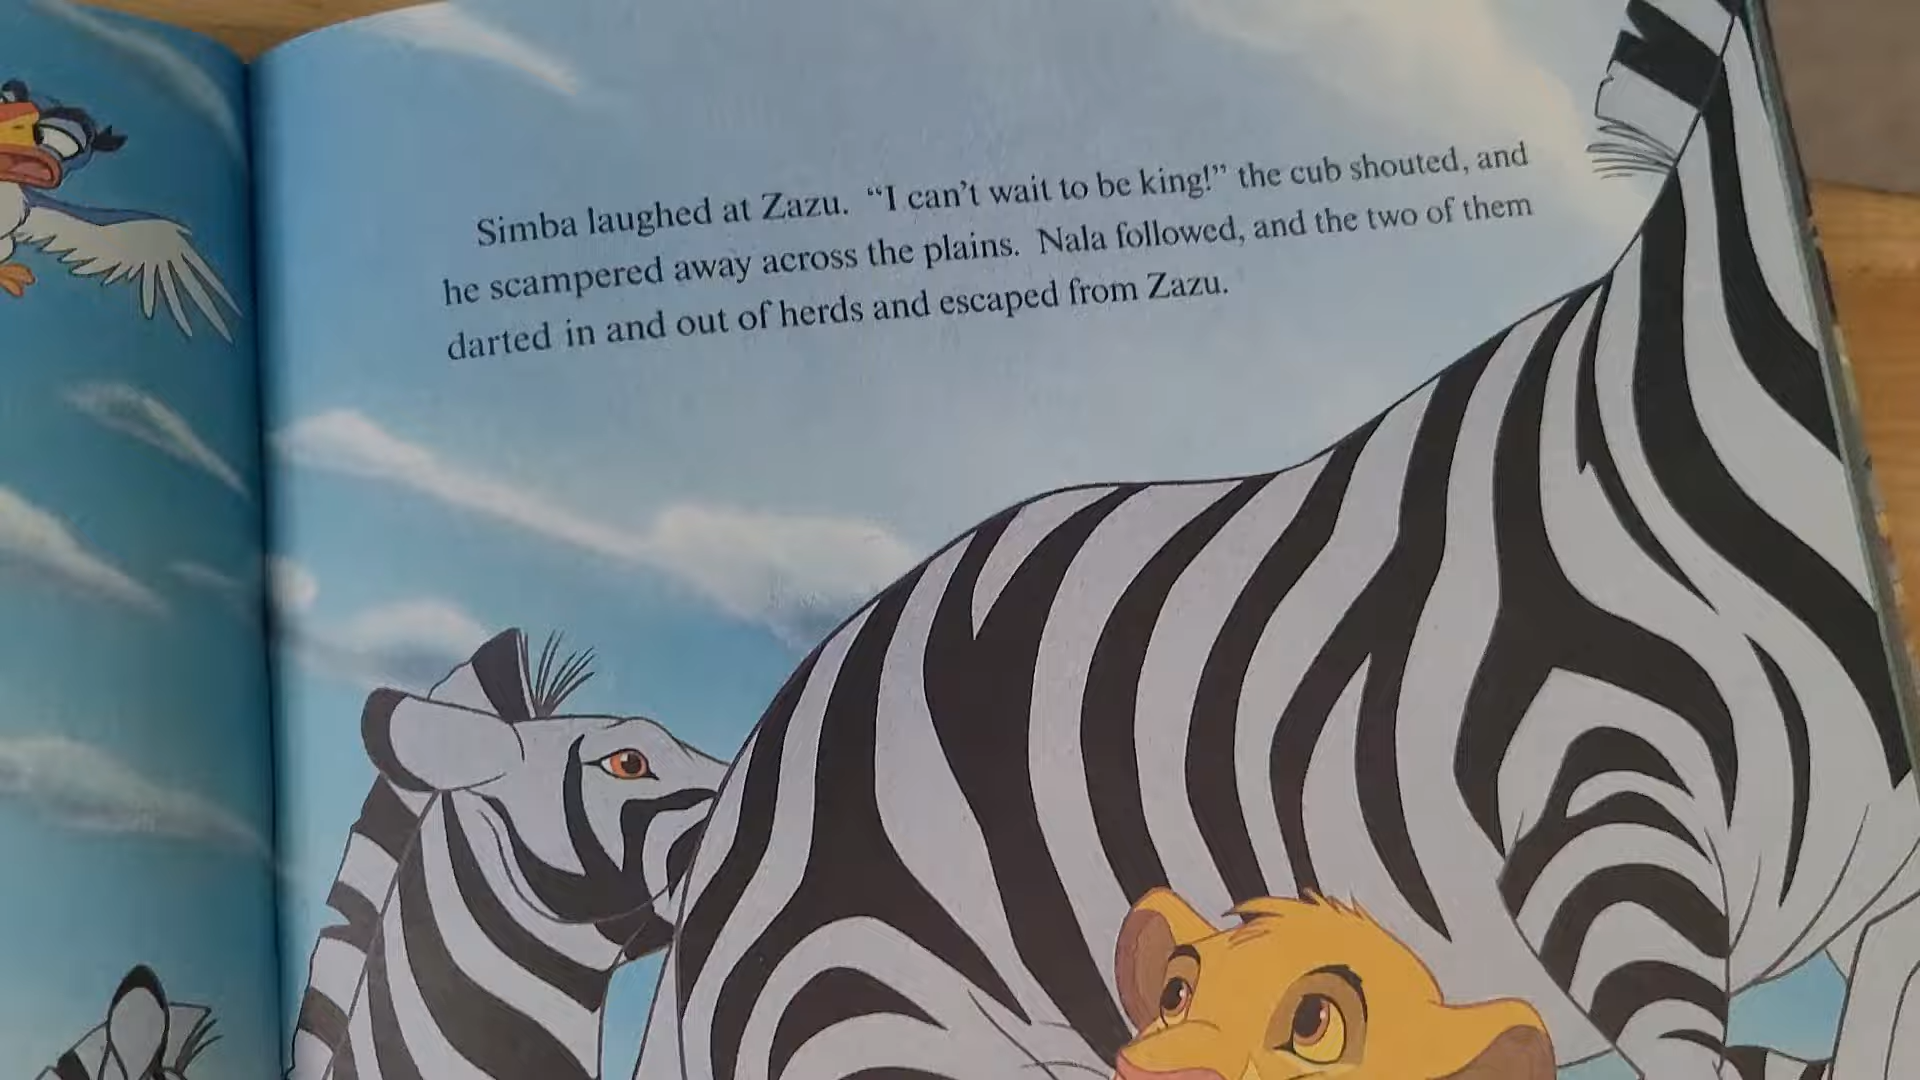 Simba laughed at Zazu. “I can’t wait to be king!” the cub shouted, and
he scampered away across the plains. Nala followed, and the two of them
darted in and out of herds and escaped from Zazu.